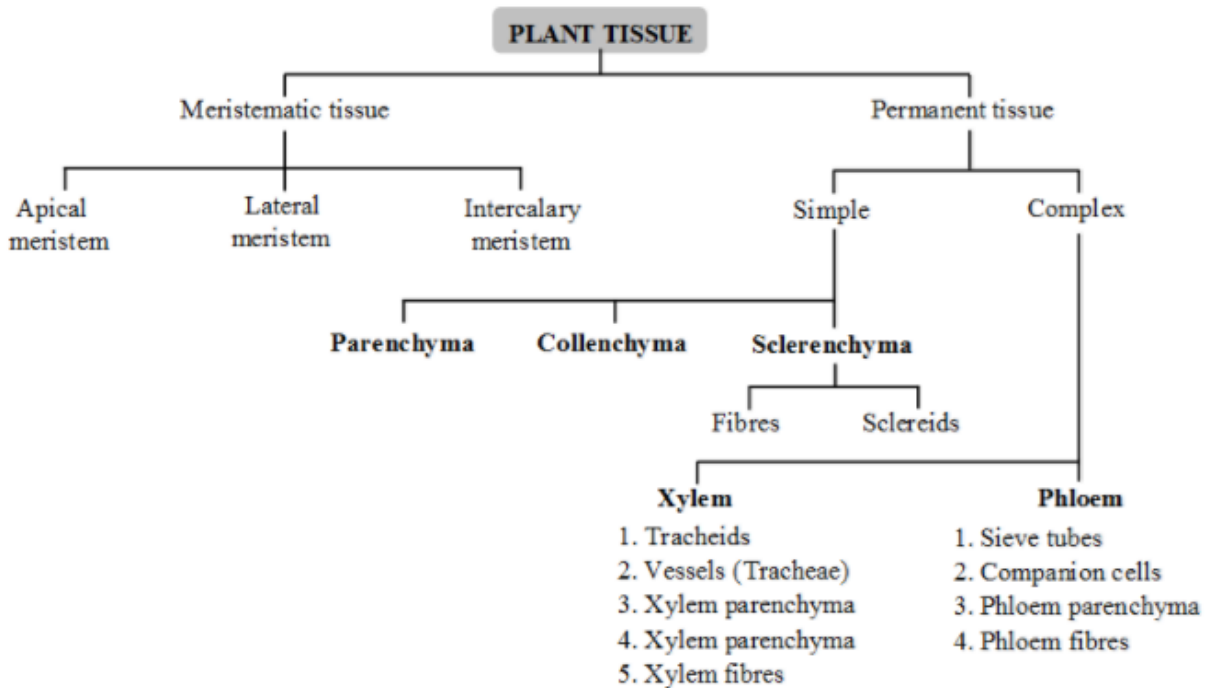 PLANT TISSUE
Meristematic tissue
Permanent tissue
Apical
meristem
Lateral
meristem
Intercalary
meristem
Simple
Complex
Parenchyma
Collenchyma
Sclerenchyma
Fibres
Sclereids
Xylem
1. Tracheids
2. Vessels (Tracheae)
3. Xylem parenchyma
4. Xylem parenchyma
5. Xylem fibres
Phloem
1. Sieve tubes
2. Companion cells
3. Phloem parenchyma
4. Phloem fibres